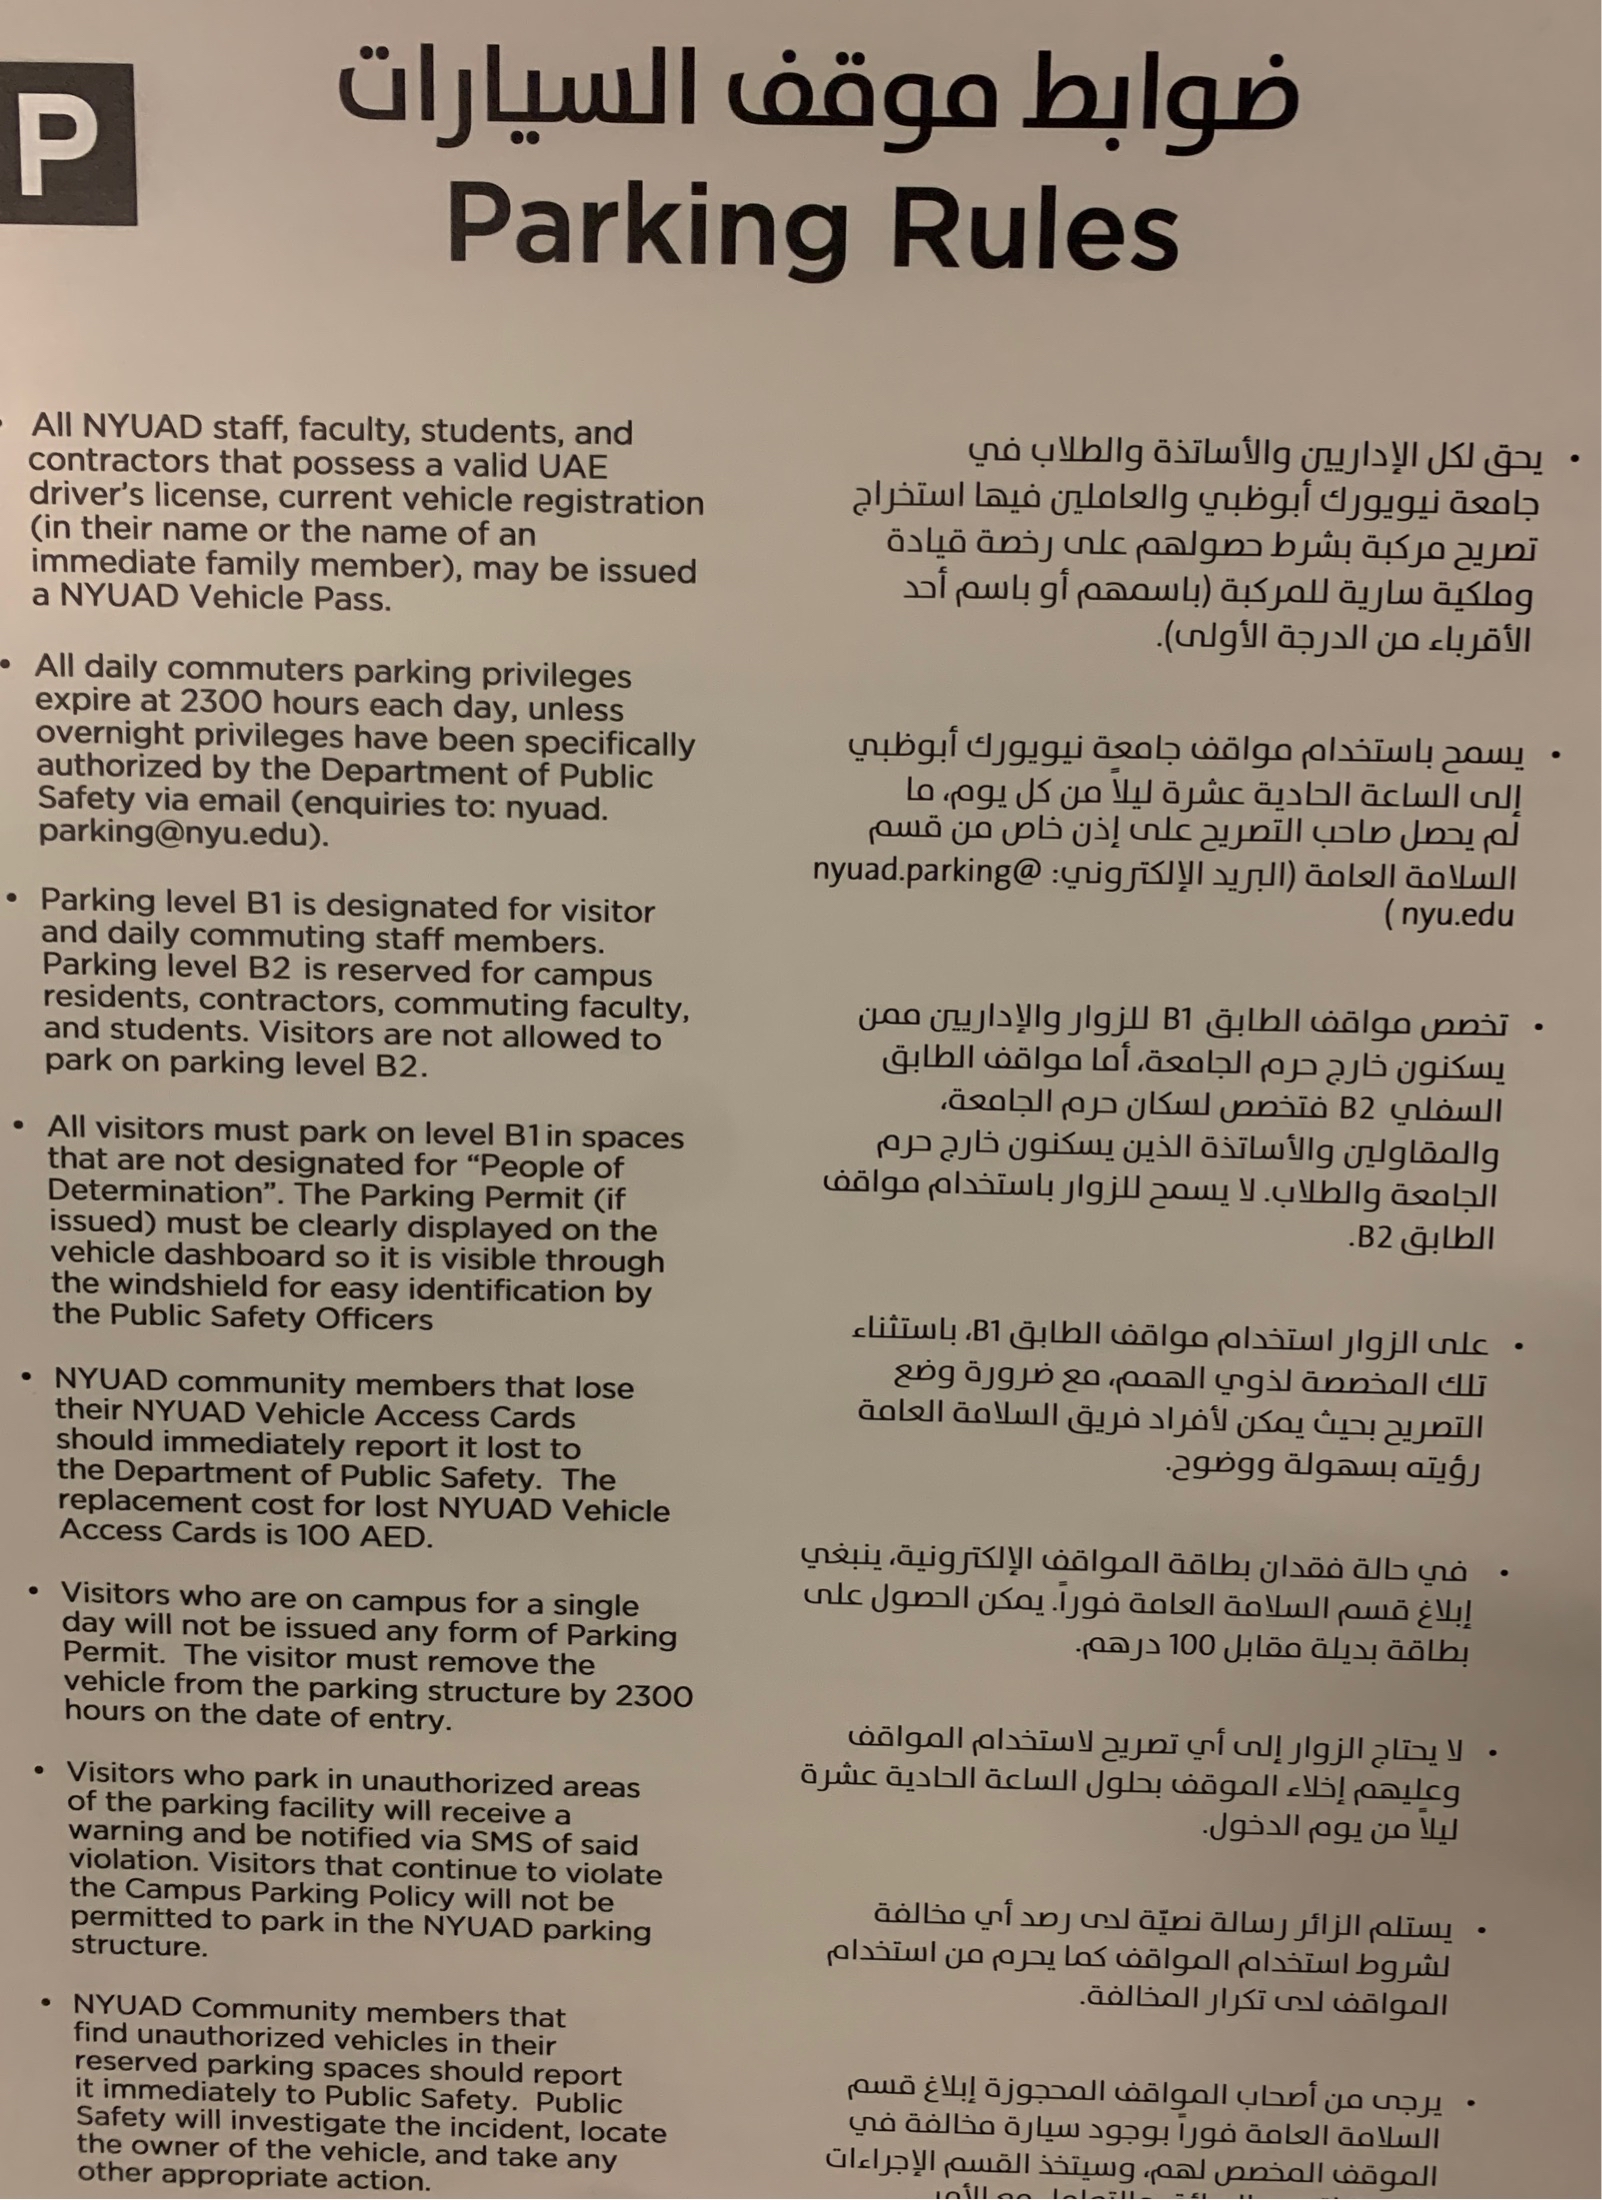 P
ضوابط موقف السيارات
Parking Rules
• All NYUAD staff, faculty, students, and
contractors that possess a valid UAE
driver's license, current vehicle registration
(in their name or the name of an
immediate family member), may be issued
a NYUAD Vehicle Pass.
• All daily commuters parking privileges
expire at 2300 hours each day, unless
overnight privileges have been specifically
authorized by the Department of Public
Safety via email (enquiries to: nyuad.
parking@nyu.edu).
• Parking level B1 is designated for visitor
and daily commuting staff members.
Parking level B2 is reserved for campus
residents, contractors, commuting faculty,
and students. Visitors are not allowed to
park on parking level B2.
• All visitors must park on level B1 in spaces
that are not designated for “People of
Determination”. The Parking Permit (if
issued) must be clearly displayed on the
vehicle dashboard so it is visible through
the windshield for easy identification by
the Public Safety Officers
• NYUAD community members that lose
their NYUAD Vehicle Access Cards
should immediately report it lost to
the Department of Public Safety. The
replacement cost for lost NYUAD Vehicle
Access Cards is 100 AED.
• Visitors who are on campus for a single
day will not be issued any form of Parking
Permit. The visitor must remove the
vehicle from the parking structure by 2300
hours on the date of entry.
• Visitors who park in unauthorized areas
of the parking facility will receive a
warning and be notified via SMS of said
violation. Visitors that continue to violate
the Campus Parking Policy will not be
permitted to park in the NYUAD parking
structure.
• NYUAD Community members that
find unauthorized vehicles in their
reserved parking spaces should report
it immediately to Public Safety. Public
Safety will investigate the incident, locate
the owner of the vehicle, and take any
other appropriate action.
• يحق لكل الإداريين والأساتذة والطلاب في
جامعة نيويورك أبوظبي والعاملين فيها استخراج
تصريح مركبة بشرط حصولهم على رخصة قيادة
وملكية سارية للمركبة (باسمهم أو باسم أحد
الأقرباء من الدرجة الأولى).
• يسمح باستخدام مواقف جامعة نيويورك أبوظبي
إلى الساعة الحادية عشرة ليلاً من كل يوم، ما
لم يحصل صاحب التصريح على إذن خاص من قسم
السلامة العامة (البريد الإلكتروني: nyuad.parking@
nyu.edu )
• تخصص مواقف الطابق B1 للزوار والإداريين ممن
يسكنون خارج حرم الجامعة، أما مواقف الطابق
السفلي B2 فتخصص لسكان حرم الجامعة،
والمقاولين والأساتذة الذين يسكنون خارج حرم
الجامعة والطلاب. لا يسمح للزوار باستخدام مواقف
الطابق B2.
• على الزوار استخدام مواقف الطابق B1، باستثناء
تلك المخصصة لذوي الهمم، مع ضرورة وضع
التصريح بحيث يمكن لأفراد فريق السلامة العامة
رؤيته بسهولة ووضوح.
• في حالة فقدان بطاقة المواقف الإلكترونية، ينبغي
إبلاغ قسم السلامة العامة فوراً. يمكن الحصول على
بطاقة بديلة مقابل 100 درهم.
• لا يحتاج الزوار إلى أي تصريح لاستخدام المواقف
وعليهم إخلاء الموقف بحلول الساعة الحادية عشرة
ليلاً من يوم الدخول.
• يستلم الزائر رسالة نصيّة لدى رصد أي مخالفة
لشروط استخدام المواقف كما يحرم من استخدام
المواقف لدى تكرار المخالفة.
• يرجى من أصحاب المواقف المحجوزة إبلاغ قسم
السلامة العامة فوراً بوجود سيارة مخالفة في
الموقف المخصص لهم، وسيتخذ القسم الإجراءات